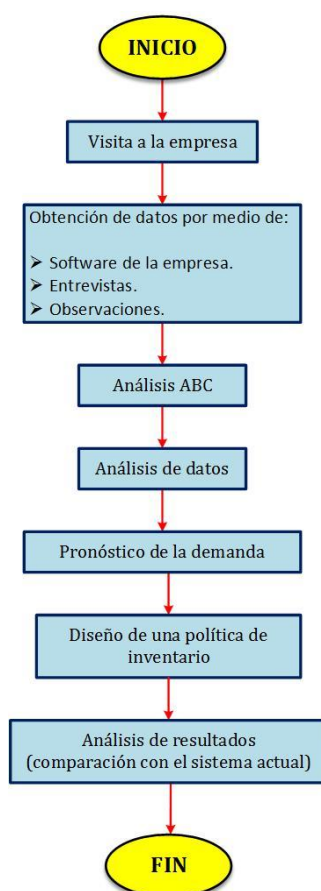 INICIO
Visita a la empresa
Obtención de datos por medio de:
➢ Software de la empresa.
➢ Entrevistas.
➢ Observaciones.
Análisis ABC
Análisis de datos
Pronóstico de la demanda
Diseño de una política de
inventario
Análisis de resultados
(comparación con el sistema actual)
FIN